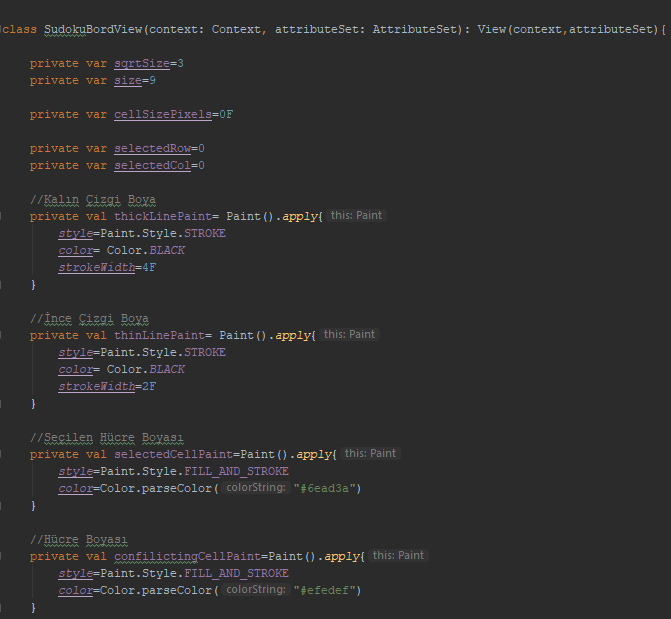 class SudokuBordView(context: Context, attributeSet: AttributeSet): View(context,attributeSet){
private var sqrtSize=3
private var size=9
private var cellSizePixels=0F
private var selectedRow=0
private var selectedCol=0
//Kalın Çizgi Boya
private val thickLinePaint= Paint().apply{ this: Paint
style=Paint.Style.STROKE
color= Color.BLACK
strokeWidth=4F
}
//İnce Çizgi Boya
private val thinLinePaint= Paint().apply{ this: Paint
style=Paint.Style.STROKE
color= Color.BLACK
strokeWidth=2F
}
//Seçilen Hücre Boyası
private val selectedCellPaint=Paint().apply{ this: Paint
style=Paint.Style.FILL_AND_STROKE
color=Color.parseColor( colorString: "#6ead3a")
}
//Hücre Boyası
private val confilictingCellPaint=Paint().apply{ this: Paint
style=Paint.Style.FILL_AND_STROKE
color=Color.parseColor( colorString: "#efedef")
}